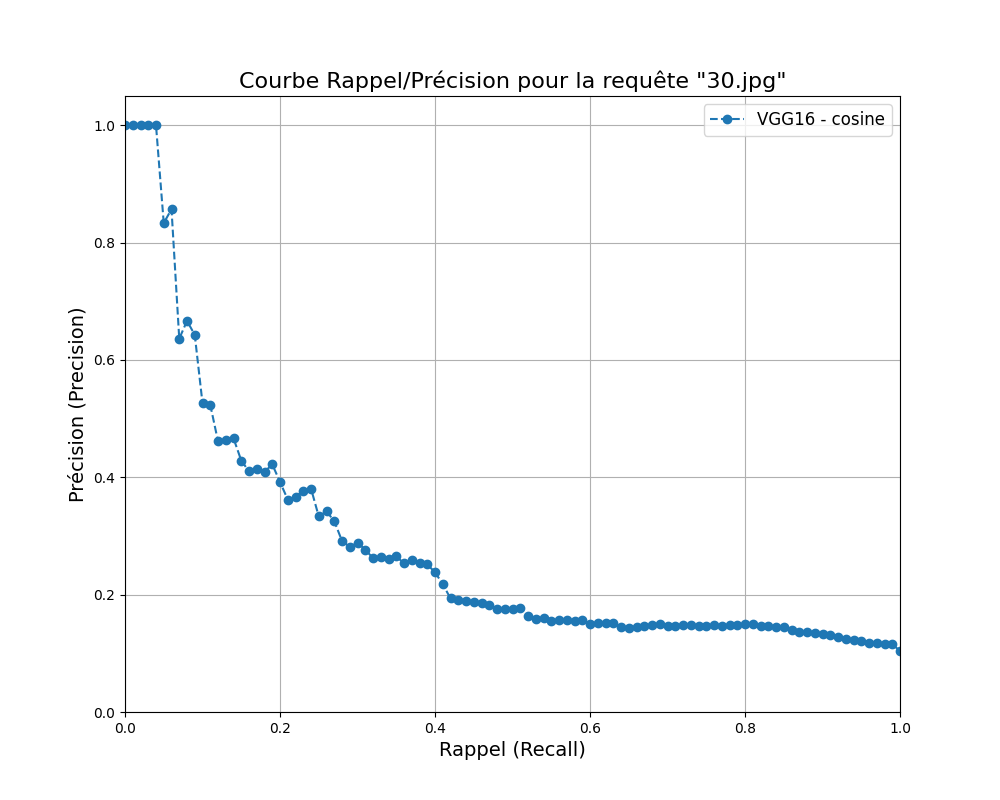 Courbe Rappel/Précision pour la requête "30.jpg"
VGG16 - cosine
Précision (Precision)
1.0
0.8
0.6
0.4
0.2
0.0
0.0 0.2 0.4 0.6 0.8 1.0
Rappel (Recall)